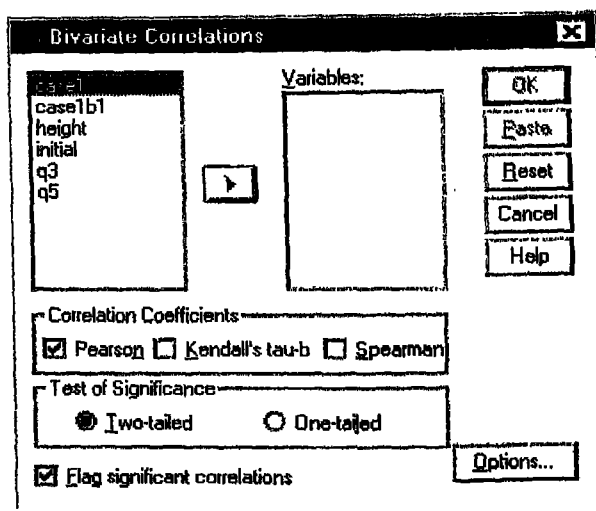 Bivariate Correlations
Variables:
case1b1
height
initial
q3
q5
OK
Paste
Reset
Cancel
Help
Correlation Coefficients
Pearson Kendall's tau-b Spearman
Test of Significance
Two-tailed One-tailed
Flag significant correlations
Options...